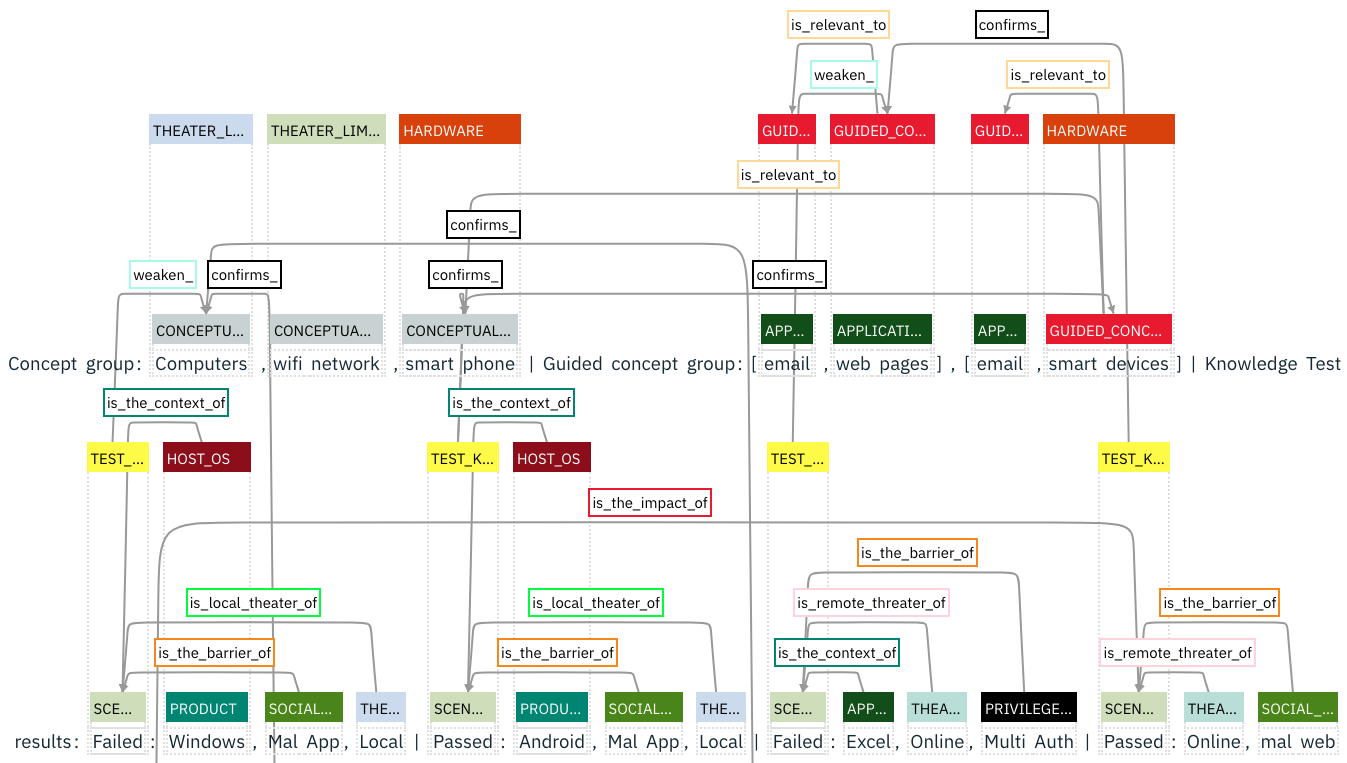 is_relevant_to confirms_
weaken_ is_relevant_to
THEATER_L... THEATER_LIM... HARDWARE GUID... GUIDED_CO... GUID... HARDWARE
is_relevant_to
confirms_
weaken_ confirms_ confirms_ confirms_
CONCEPTU... CONCEPTUA... CONCEPTUAL... APP... APPLICATI... APP... GUIDED_CONC...
Concept group: Computers , wifi network , smart phone | Guided concept group: [ email , web pages ] , [ email , smart devices ] | Knowledge Test
is_the_context_of is_the_context_of
TEST_... HOST_OS TEST_K... HOST_OS TEST_... TEST_K...
is_the_impact_of
is_the_barrier_of
is_local_theater_of is_local_theater_of is_remote_threater_of is_the_barrier_of
is_the_barrier_of is_the_barrier_of is_the_context_of is_remote_threater_of
SCE... PRODUCT SOCIAL... THE... SCEN... PRODU... SOCIAL... THE... SCE... APP... THEA... PRIVILEGE... SCEN... THEA... SOCIAL_...
results: Failed : Windows , Mal App , Local | Passed : Android , Mal App , Local | Failed : Excel , Online , Multi Auth | Passed : Online , mal web